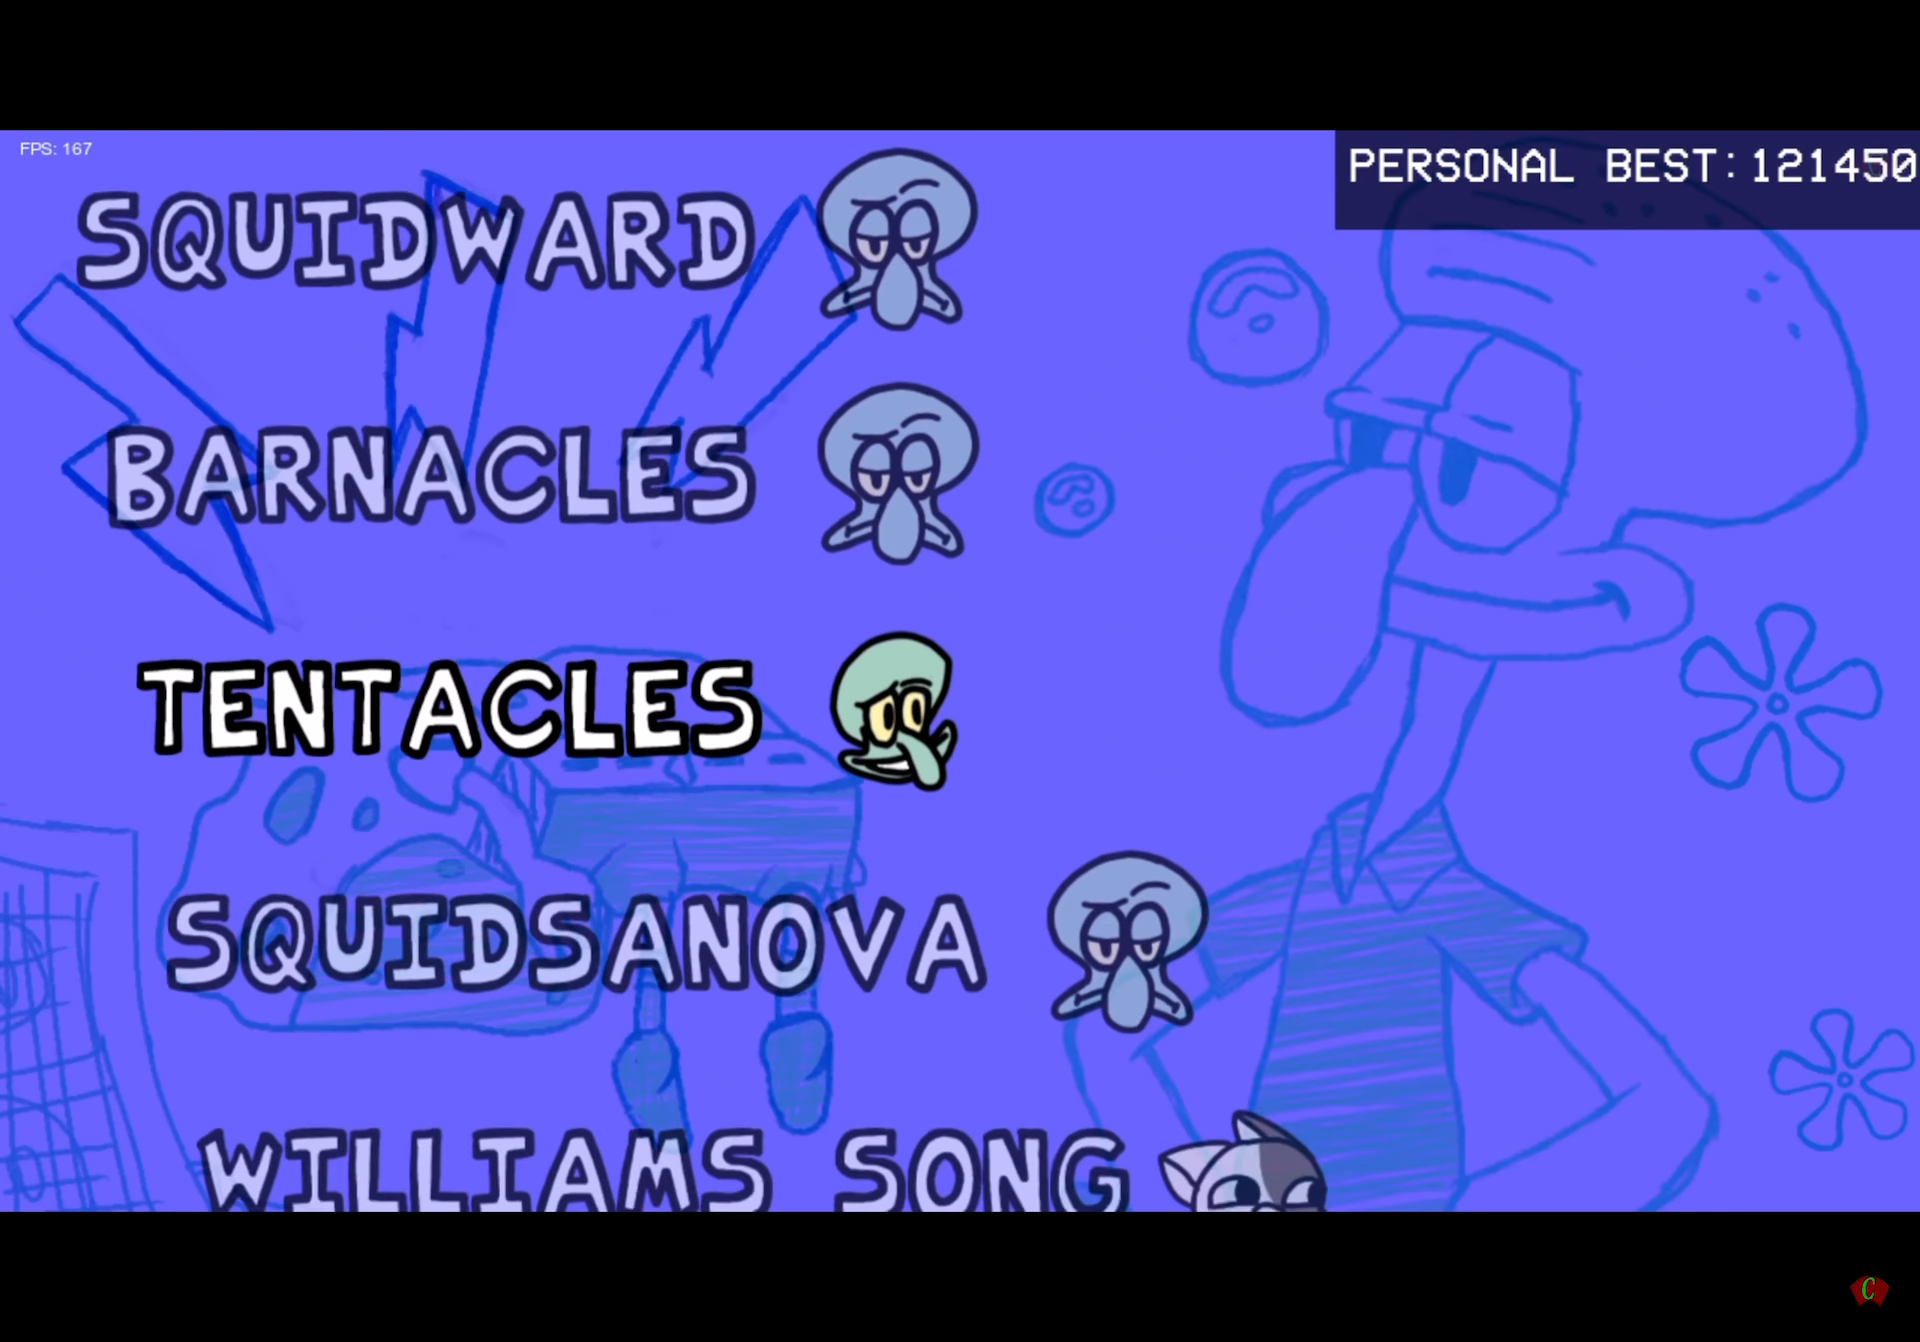 FPS: 167
PERSONAL BEST:121450
SQUIDWARD
BARNACLES
TENTACLES
SQUIDSANOVA
WILLIAMS SONG
C